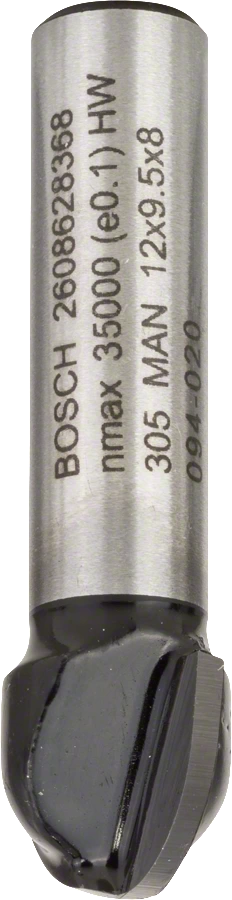 BOSCH 2608628368
nmax 35000 (e0.1) HW
305 MAN 12x9.5x8
094-020